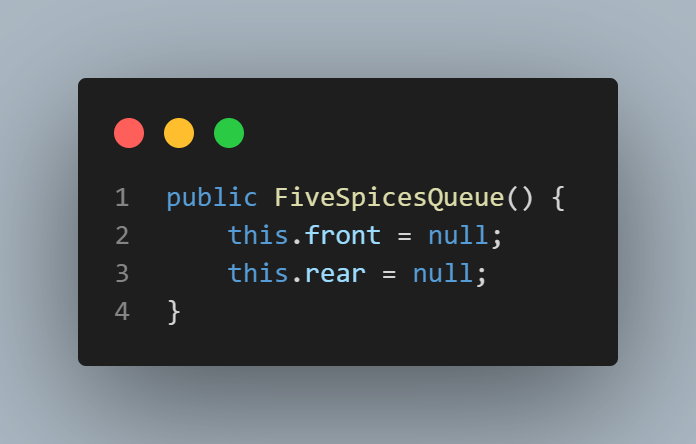 1 public FiveSpicesQueue() {
2     this.front = null;
3     this.rear = null;
4 }